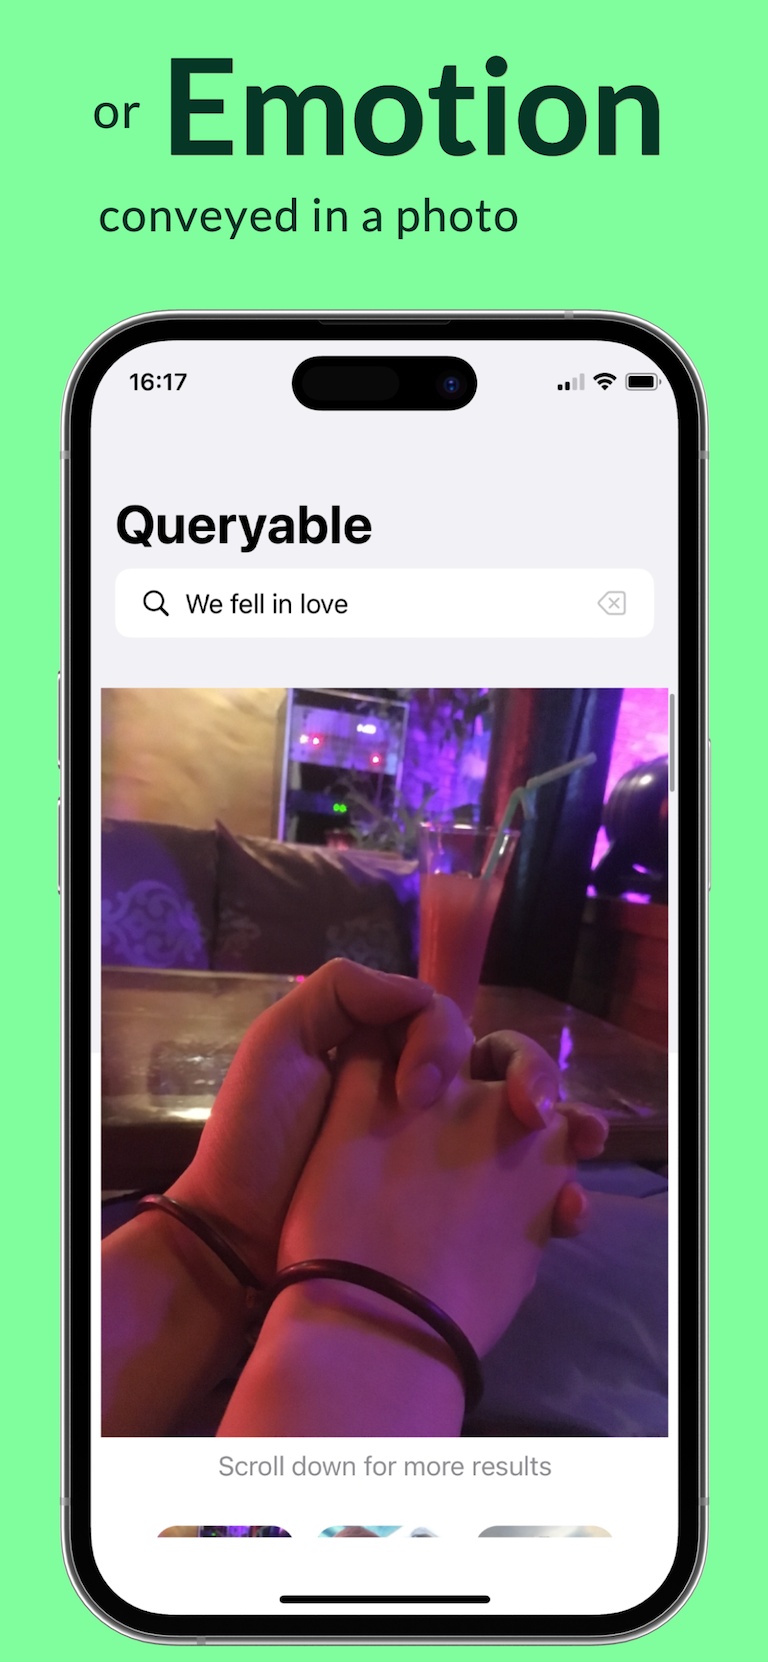 or Emotion
conveyed in a photo
16:17
Queryable
We fell in love
Scroll down for more results